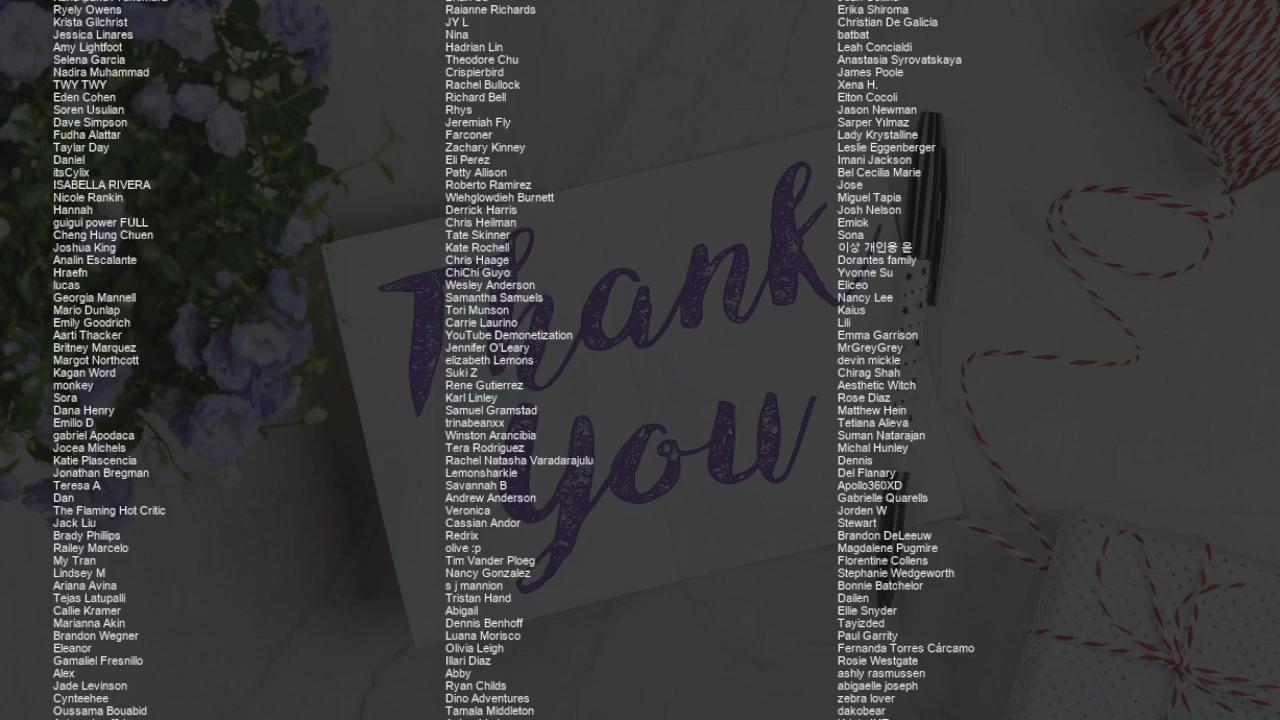 Ryely Owens
Krista Gilchrist
Jessica Linares
Amy Lightfoot
Selena Garcia
Nadira Muhammad
TWY TWY
Eden Cohen
Soren Usulian
Dave Simpson
Fudha Alattar
Taylar Day
Daniel
itsCylix
ISABELLA RIVERA
Nicole Rankin
Hannah
guigui power FULL
Cheng Hung Chuen
Joshua King
Analin Escalante
Hraefn
lucas
Georgia Mannell
Mario Dunlap
Emily Goodrich
Aarti Thacker
Britney Marquez
Margot Northcott
Kagan Word
monkey
Sora
Dana Henry
Emilio D
gabriel Apodaca
Jocea Michels
Katie Plascencia
Jonathan Bregman
Teresa A
Dan
The Flaming Hot Critic
Jack Liu
Brady Phillips
Railey Marcelo
My Tran
Lindsey M
Ariana Avina
Tejas Latupalli
Callie Kramer
Marianna Akin
Brandon Wegner
Eleanor
Gamaliel Fresnillo
Alex
Jade Levinson
Cynteehee
Oussama Bouabid
Raianne Richards
JY L
Nina
Hadrian Lin
Theodore Chu
Crispierbird
Rachel Bullock
Richard Bell
Rhys
Jeremiah Fly
Farconer
Zachary Kinney
Eli Perez
Patty Allison
Roberto Ramirez
Wlehglowdieh Burnett
Derrick Harris
Chris Heilman
Tate Skinner
Kate Rochell
Chris Haage
ChiChi Guyo
Wesley Anderson
Samantha Samuels
Tori Munson
Carrie Laurino
YouTube Demonetization
Jennifer O'Leary
elizabeth Lemons
Suki Z
Rene Gutierrez
Karl Linley
Samuel Gramstad
trinabeanxx
Winston Arancibia
Tera Rodriguez
Rachel Natasha Varadarajulu
Lemonsharkie
Savannah B
Andrew Anderson
Veronica
Cassian Andor
Redrix
olive :p
Tim Vander Ploeg
Nancy Gonzalez
s j mannion
Tristan Hand
Abigail
Dennis Benhoff
Luana Morisco
Olivia Leigh
Illari Diaz
Abby
Ryan Childs
Dino Adventures
Tamala Middleton
Erika Shiroma
Christian De Galicia
batbat
Leah Concialdi
Anastasia Syrovatskaya
James Poole
Xena H.
Elton Cocoli
Jason Newman
Sarper Yılmaz
Lady Krystalline
Leslie Eggenberger
Imani Jackson
Bel Cecilia Marie
Jose
Miguel Tapia
Josh Nelson
Emiok
Sona
이상 개인용 윤
Dorantes family
Yvonne Su
Eliceo
Nancy Lee
Kaius
Lili
Emma Garrison
MrGreyGrey
devin mickle
Chirag Shah
Aesthetic Witch
Rose Diaz
Matthew Hein
Tetiana Alieva
Suman Natarajan
Michal Hunley
Dennis
Del Flanary
Apollo360XD
Gabrielle Quarells
Jorden W
Stewart
Brandon DeLeeuw
Magdalene Pugmire
Florentine Collens
Stephanie Wedgeworth
Bonnie Batchelor
Dailen
Ellie Snyder
Tayizded
Paul Garrity
Fernanda Torres Cárcamo
Rosie Westgate
ashly rasmussen
abigaelle joseph
zebra lover
dakobear
Thank
you